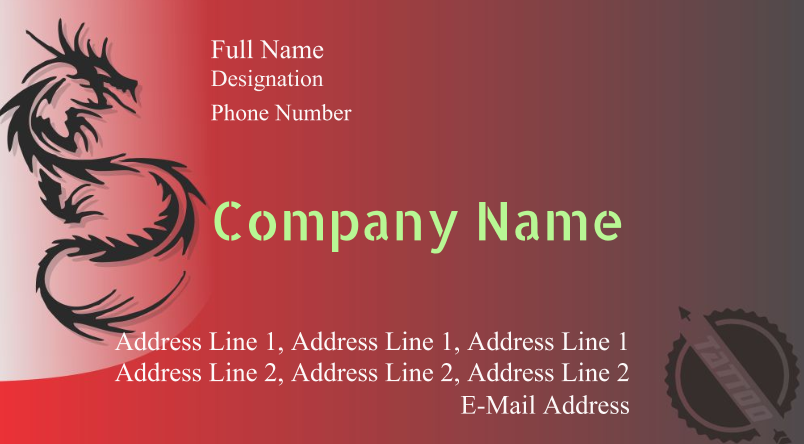 Full Name
Designation
Phone Number
Company Name
Address Line 1, Address Line 1, Address Line 1
Address Line 2, Address Line 2, Address Line 2
E-Mail Address
TATTOO